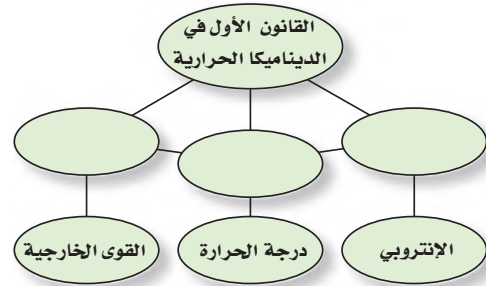 القانون الأول في
الديناميكا الحرارية
الإنتروبي
درجة الحرارة
القوى الخارجية